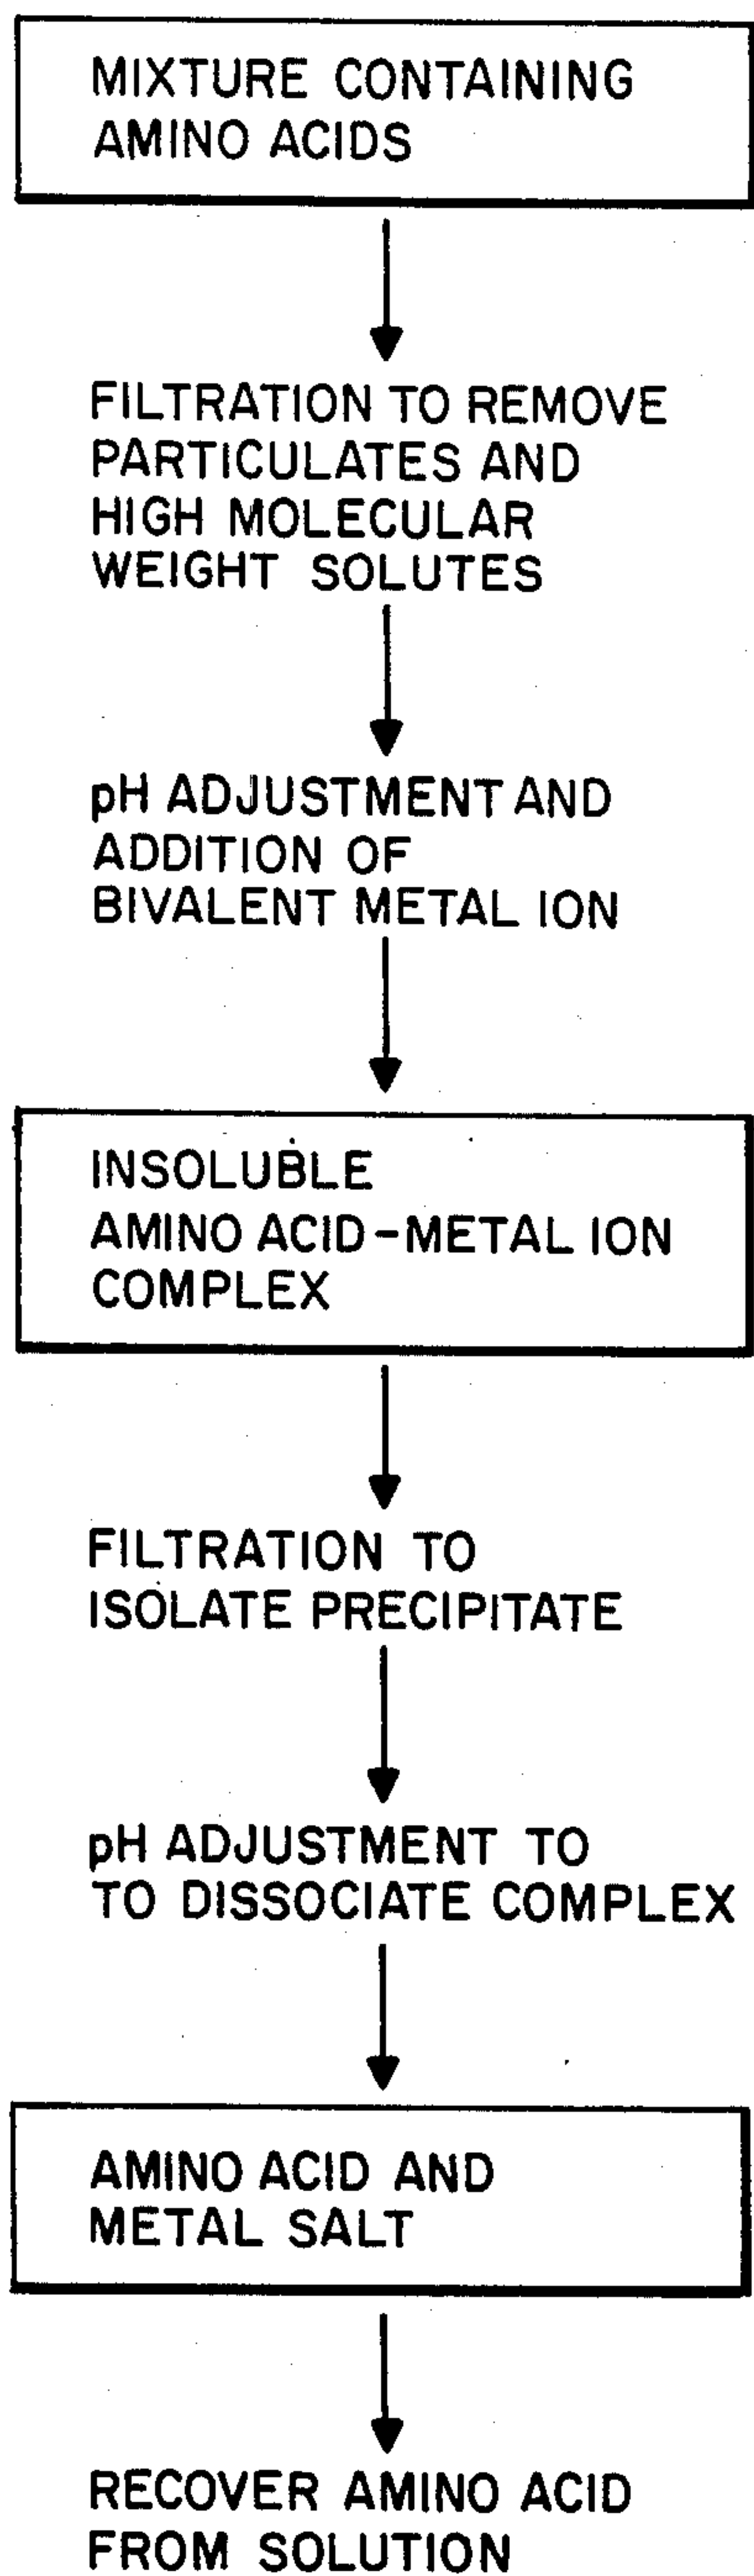 MIXTURE CONTAINING
AMINO ACIDS
FILTRATION TO REMOVE
PARTICULATES AND
HIGH MOLECULAR
WEIGHT SOLUTES
pH ADJUSTMENT AND
ADDITION OF
BIVALENT METAL ION
INSOLUBLE
AMINO ACID-METAL ION
COMPLEX
FILTRATION TO
ISOLATE PRECIPITATE
pH ADJUSTMENT TO
TO DISSOCIATE COMPLEX
AMINO ACID AND
METAL SALT
RECOVER AMINO ACID
FROM SOLUTION